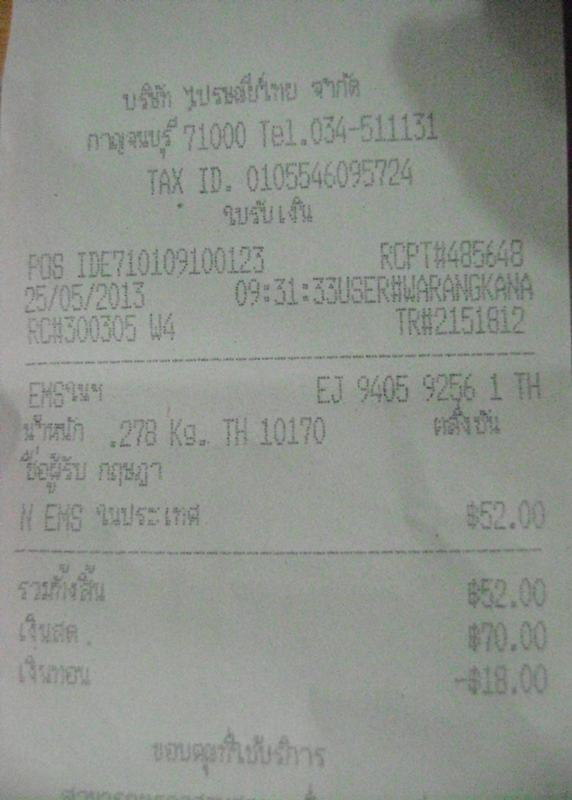 บริษัท ไปรษณีย์ไทย จำกัด
กาญจนบุรี 71000 Tel.034-511131
TAX ID. 0105546095724
ใบรับเงิน
POS IDE710109100123 RCPT#485648
25/05/2013 09:31:33USER#WARANGKANA
RC#300305 W4 TR#2151812
EMSในฯ EJ 9405 9256 1 TH
น้ำหนัก .278 Kg. TH 10170 ตลิ่งชัน
ชื่อผู้รับ กฤษฎา
N EMS ในประเทศ ฿52.00
รวมทั้งสิ้น ฿52.00
เงินสด ฿70.00
เงินทอน -฿18.00
ขอบคุณที่ใช้บริการ